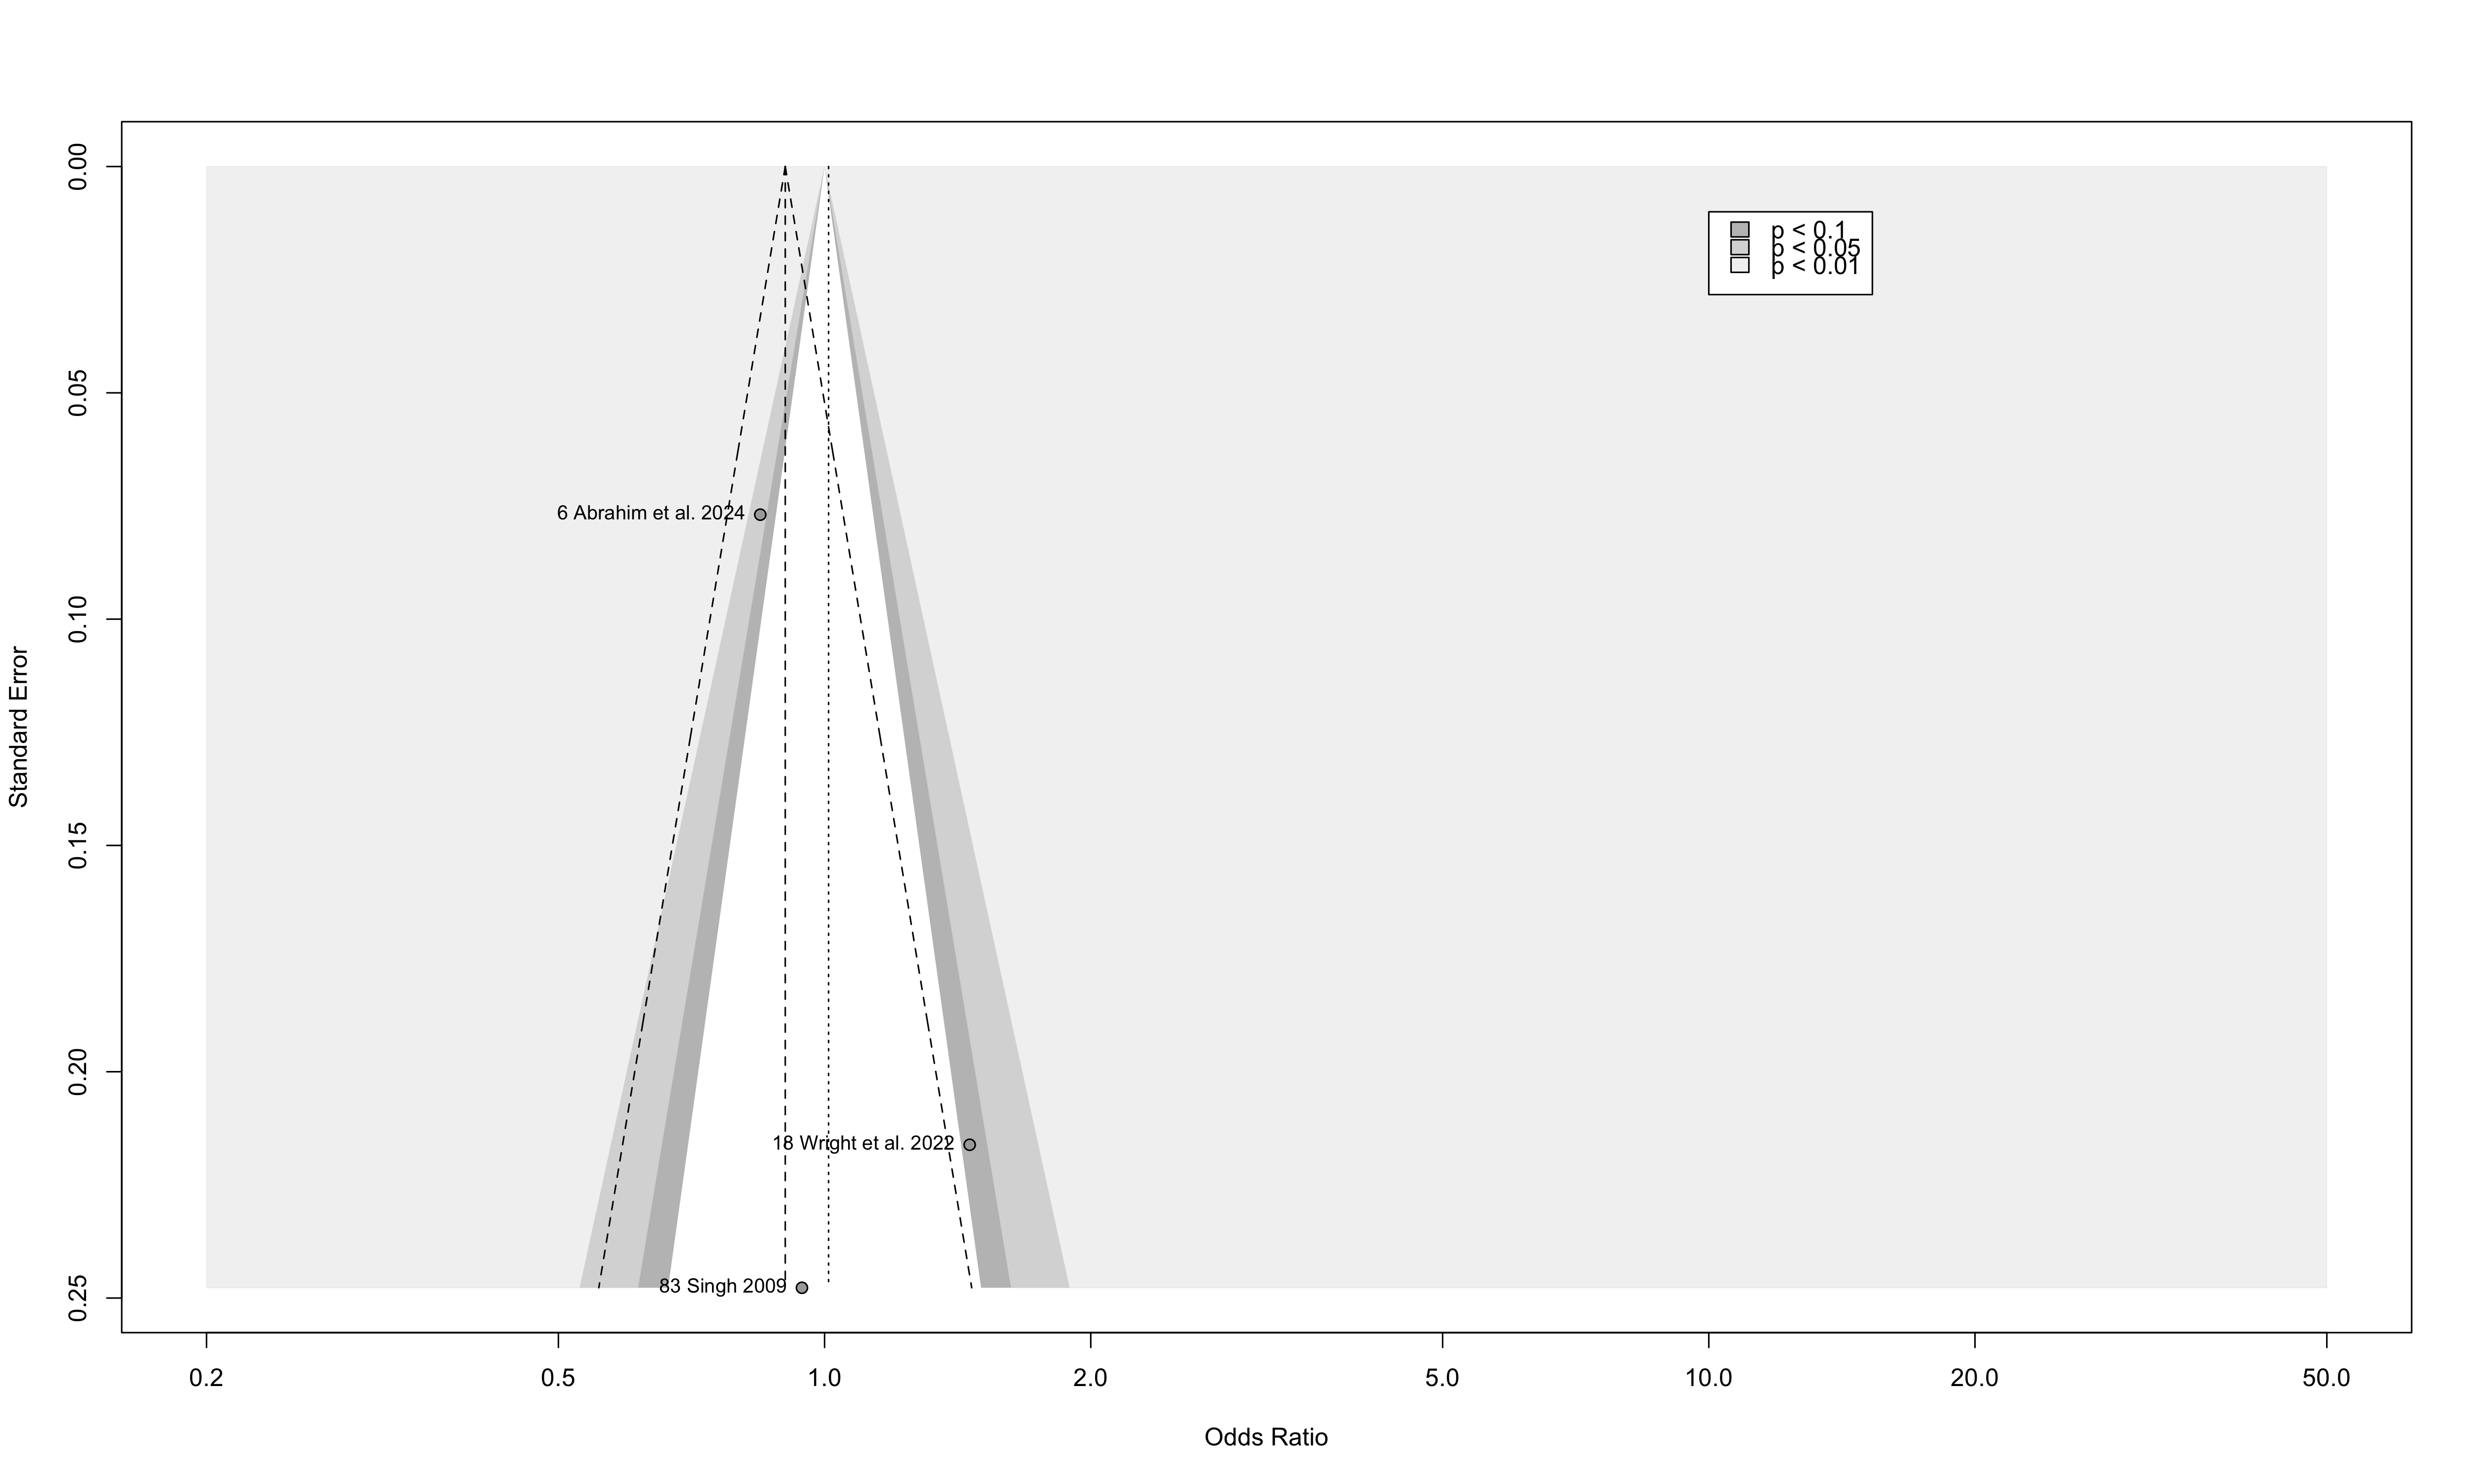 0.00
0.05
0.10
0.15
0.20
0.25
Standard Error
p < 0.1
p < 0.05
p < 0.01
6 Abrahim et al. 2024
18 Wright et al. 2022
83 Singh 2009
0.2 0.5 1.0 2.0 5.0 10.0 20.0 50.0
Odds Ratio